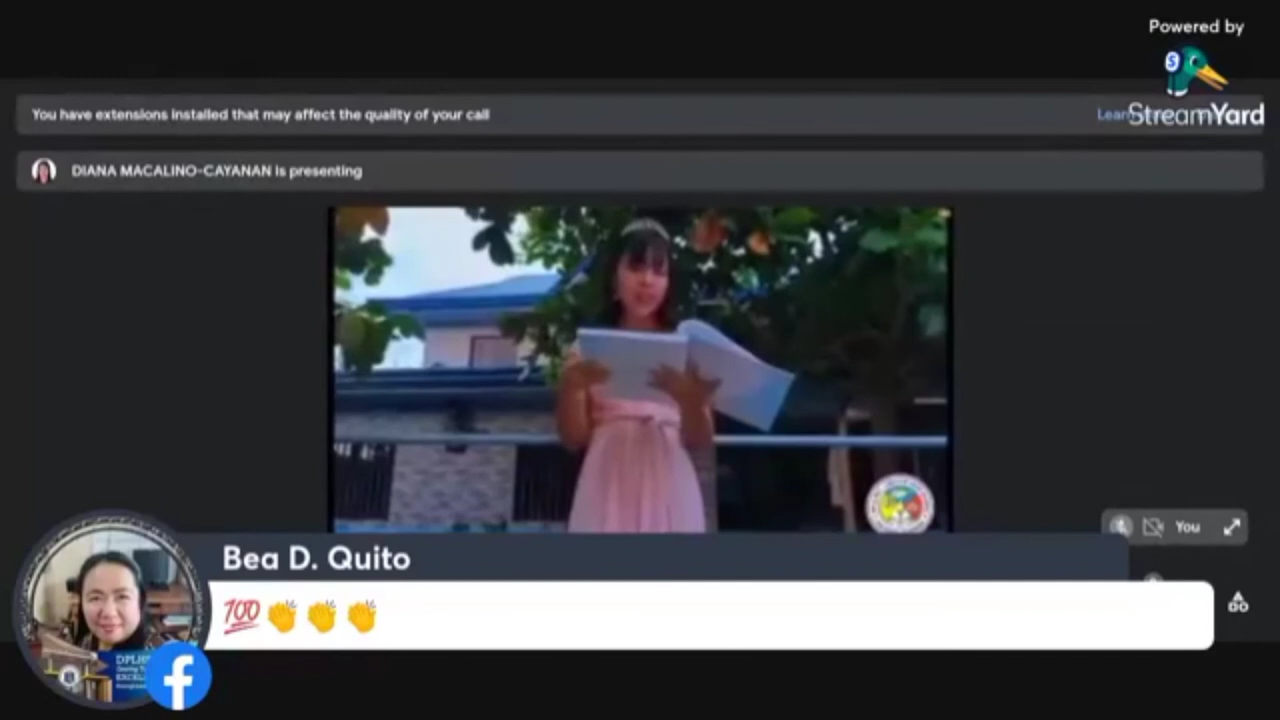 Powered by
StreamYard
You have extensions installed that may affect the quality of your call
DIANA MACALINO-CAYANAN is presenting
You
Bea D. Quito
💯👏👏👏
DPLM